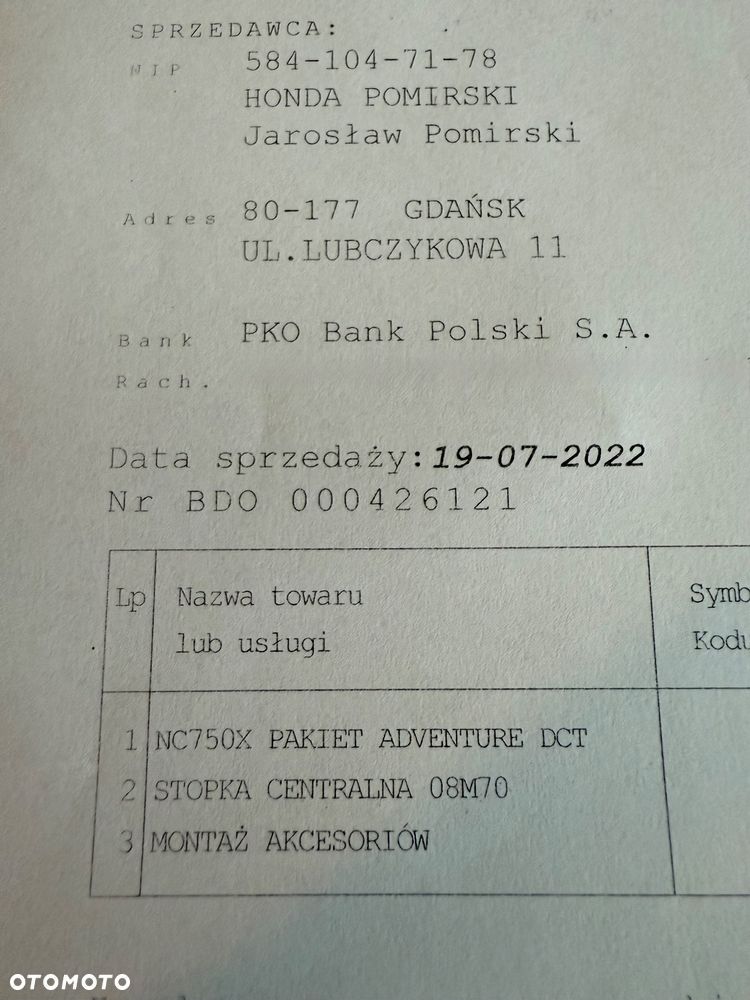 SPRZEDAWCA:
NIP 584-104-71-78
HONDA POMIRSKI
Jarosław Pomirski
Adres 80-177 GDAŃSK
UL.LUBCZYKOWA 11
Bank PKO Bank Polski S.A.
Rach.
Data sprzedaży:19-07-2022
Nr BDO 000426121
Lp Nazwa towaru Symb
lub usługi Kodu
1 NC750X PAKIET ADVENTURE DCT
2 STOPKA CENTRALNA 08M70
3 MONTAŻ AKCESORIÓW
OTOMOTO